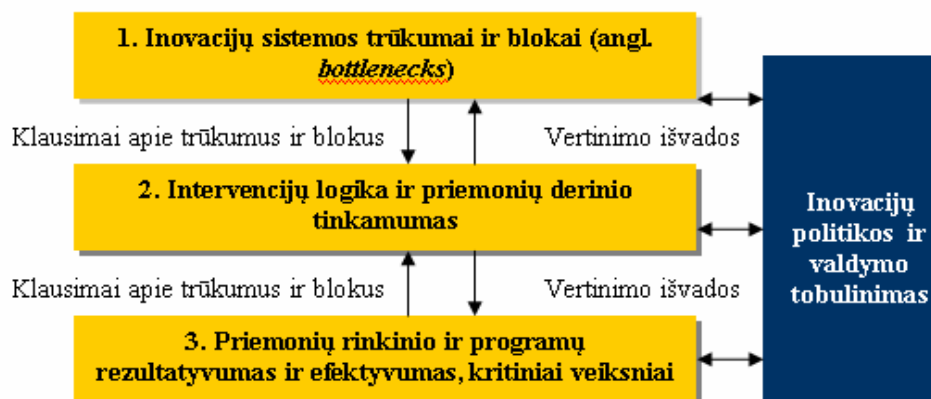 1. Inovacijų sistemos trūkumai ir blokai (angl.
bottlenecks)
Klausimai apie trūkumus ir blokus
Vertinimo išvados
2. Intervencijų logika ir priemonių derinio
tinkamumas
Klausimai apie trūkumus ir blokus
Vertinimo išvados
3. Priemonių rinkinio ir programų
rezultatyvumas ir efektyvumas, kritiniai veiksniai
Inovacijų
politikos ir
valdymo
tobulinimas